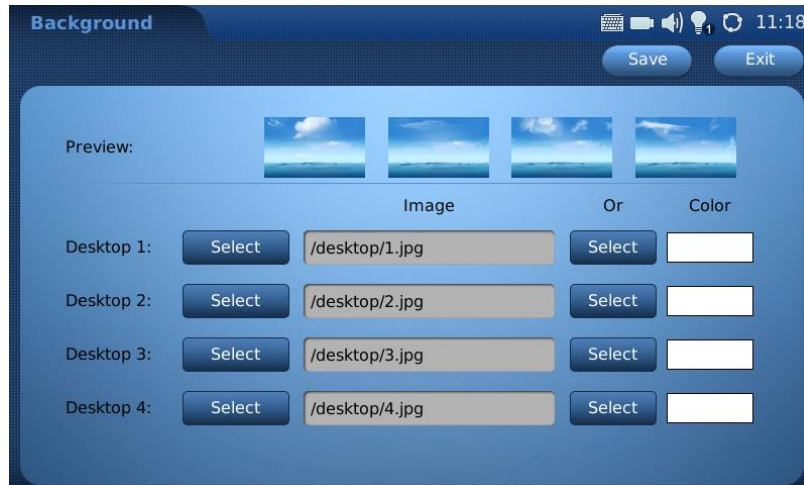 Background 1 11:18
Save Exit
Preview:
Image Or Color
Desktop 1: Select /desktop/1.jpg Select
Desktop 2: Select /desktop/2.jpg Select
Desktop 3: Select /desktop/3.jpg Select
Desktop 4: Select /desktop/4.jpg Select